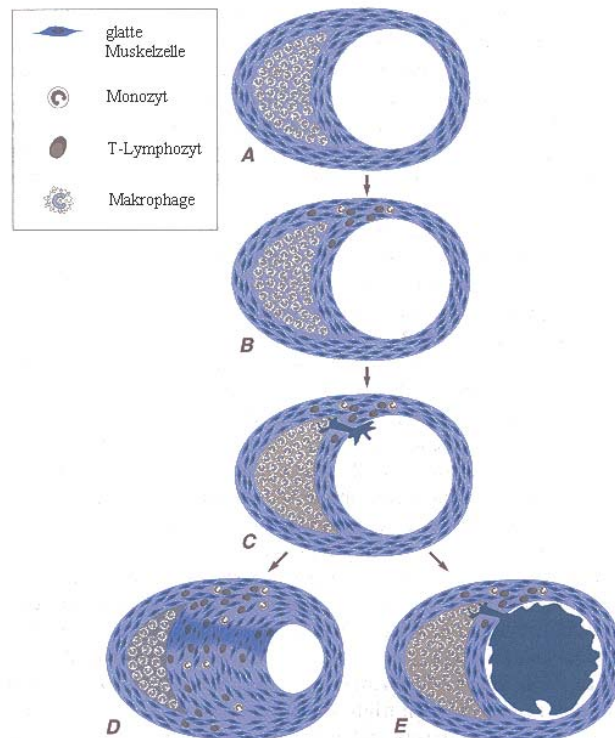 glatte
Muskelzelle
Monozyt
T-Lymphozyt
Makrophage
A
B
C
D
E